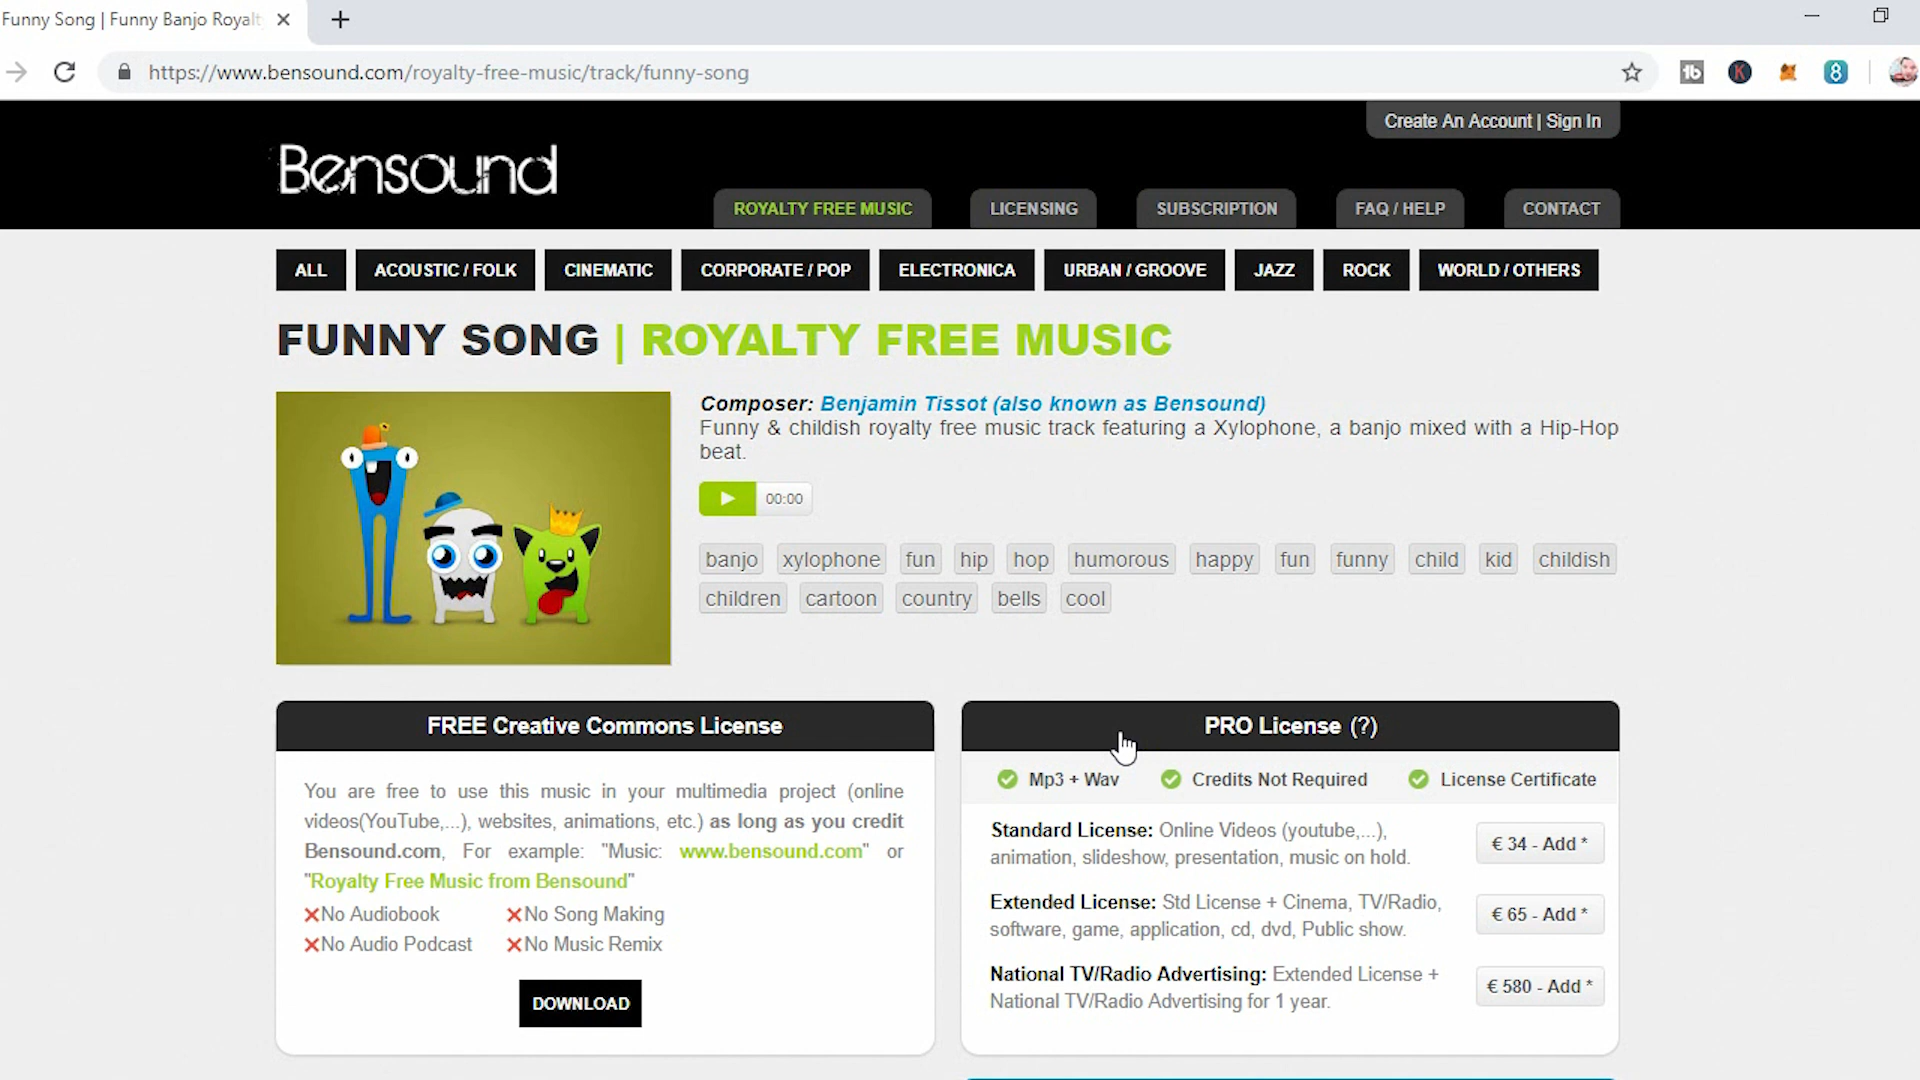 Funny Song | Funny Banjo Royalt
https://www.bensound.com/royalty-free-music/track/funny-song
Create An Account | Sign In
Bensound
ROYALTY FREE MUSIC
LICENSING
SUBSCRIPTION
FAQ / HELP
CONTACT
ALL
ACOUSTIC / FOLK
CINEMATIC
CORPORATE / POP
ELECTRONICA
URBAN / GROOVE
JAZZ
ROCK
WORLD / OTHERS
FUNNY SONG | ROYALTY FREE MUSIC
Composer: Benjamin Tissot (also known as Bensound)
Funny & childish royalty free music track featuring a Xylophone, a banjo mixed with a Hip-Hop
beat.
00:00
banjo xylophone fun hip hop humorous happy fun funny child kid childish
children cartoon country bells cool
FREE Creative Commons License
You are free to use this music in your multimedia project (online
videos(YouTube,...), websites, animations, etc.) as long as you credit
Bensound.com, For example: "Music: www.bensound.com" or
"Royalty Free Music from Bensound"
No Audiobook No Song Making
No Audio Podcast No Music Remix
DOWNLOAD
PRO License (?)
Mp3 + Wav Credits Not Required License Certificate
Standard License: Online Videos (youtube,...),
animation, slideshow, presentation, music on hold.
€ 34 - Add *
Extended License: Std License + Cinema, TV/Radio,
software, game, application, cd, dvd, Public show.
€ 65 - Add *
National TV/Radio Advertising: Extended License +
National TV/Radio Advertising for 1 year.
€ 580 - Add *